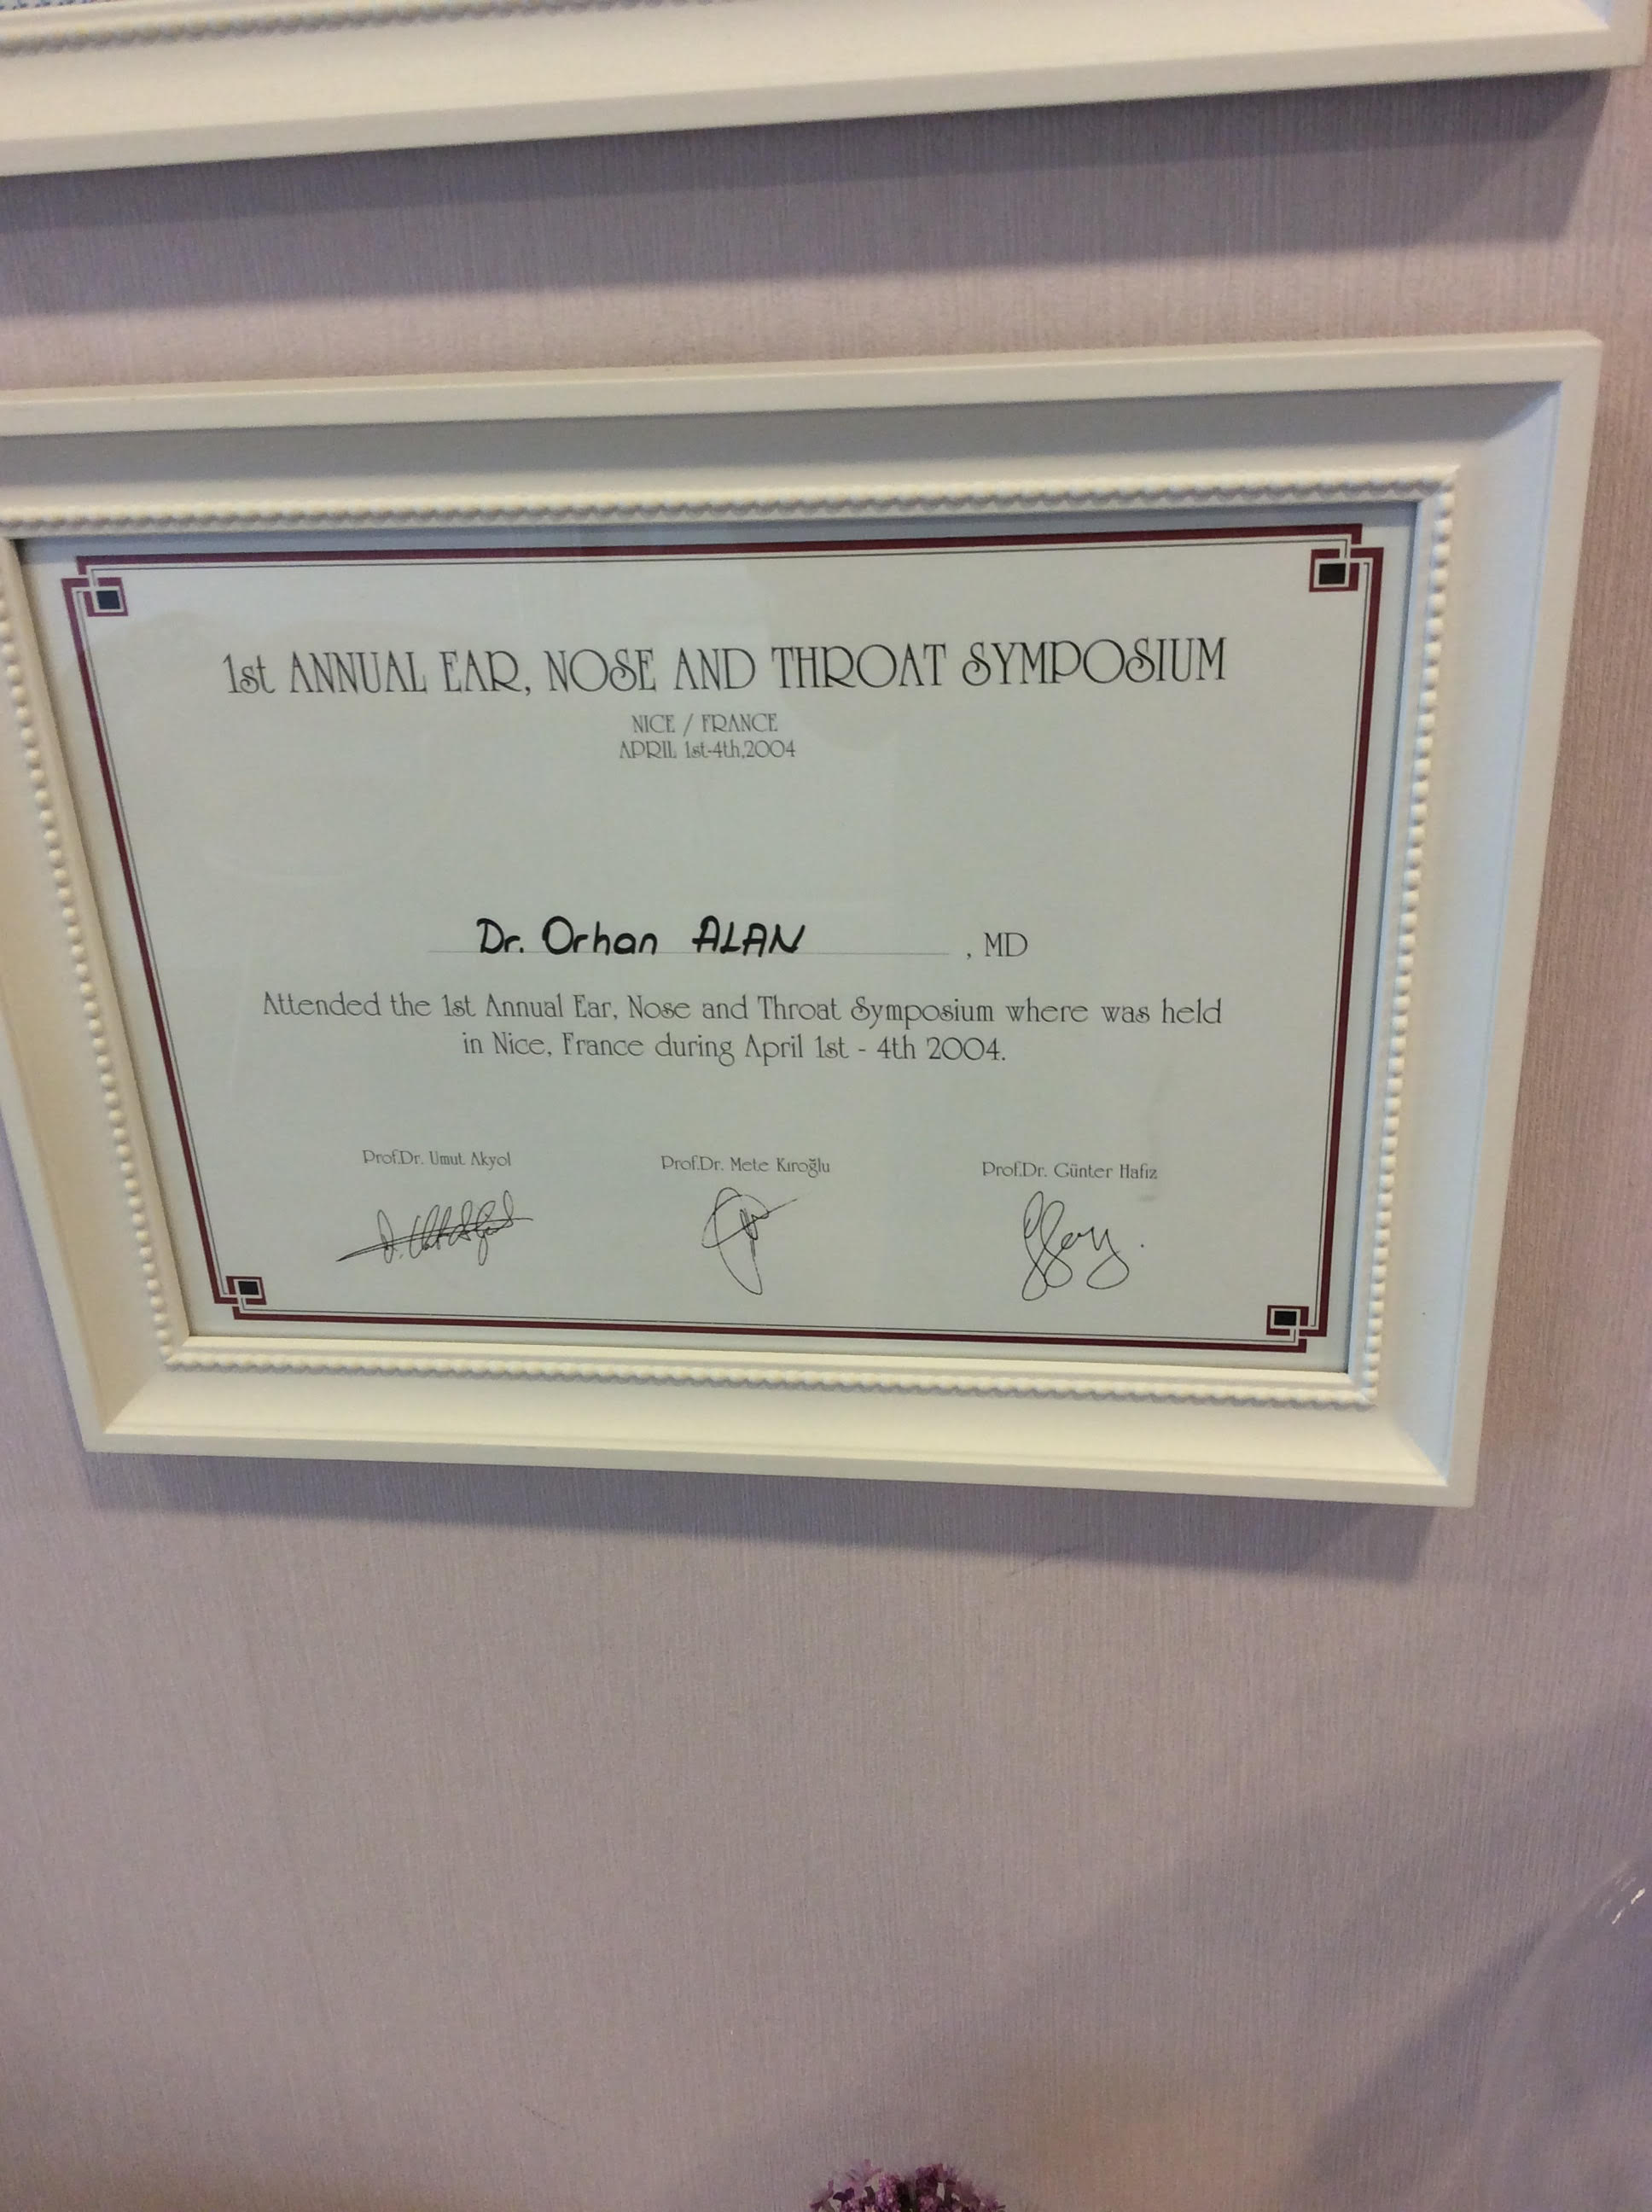 1st ANNUAL EAR, NOSE AND THROAT SYMPOSIUM
NICE / FRANCE
APRIL 1st-4th,2004
Dr. Orhan ALAN , MD
Attended the 1st Annual Ear, Nose and Throat Symposium where was held
in Nice, France during April 1st - 4th 2004.
Prof.Dr. Umut Akyol Prof.Dr. Mete Kıroğlu Prof.Dr. Günter Hafız